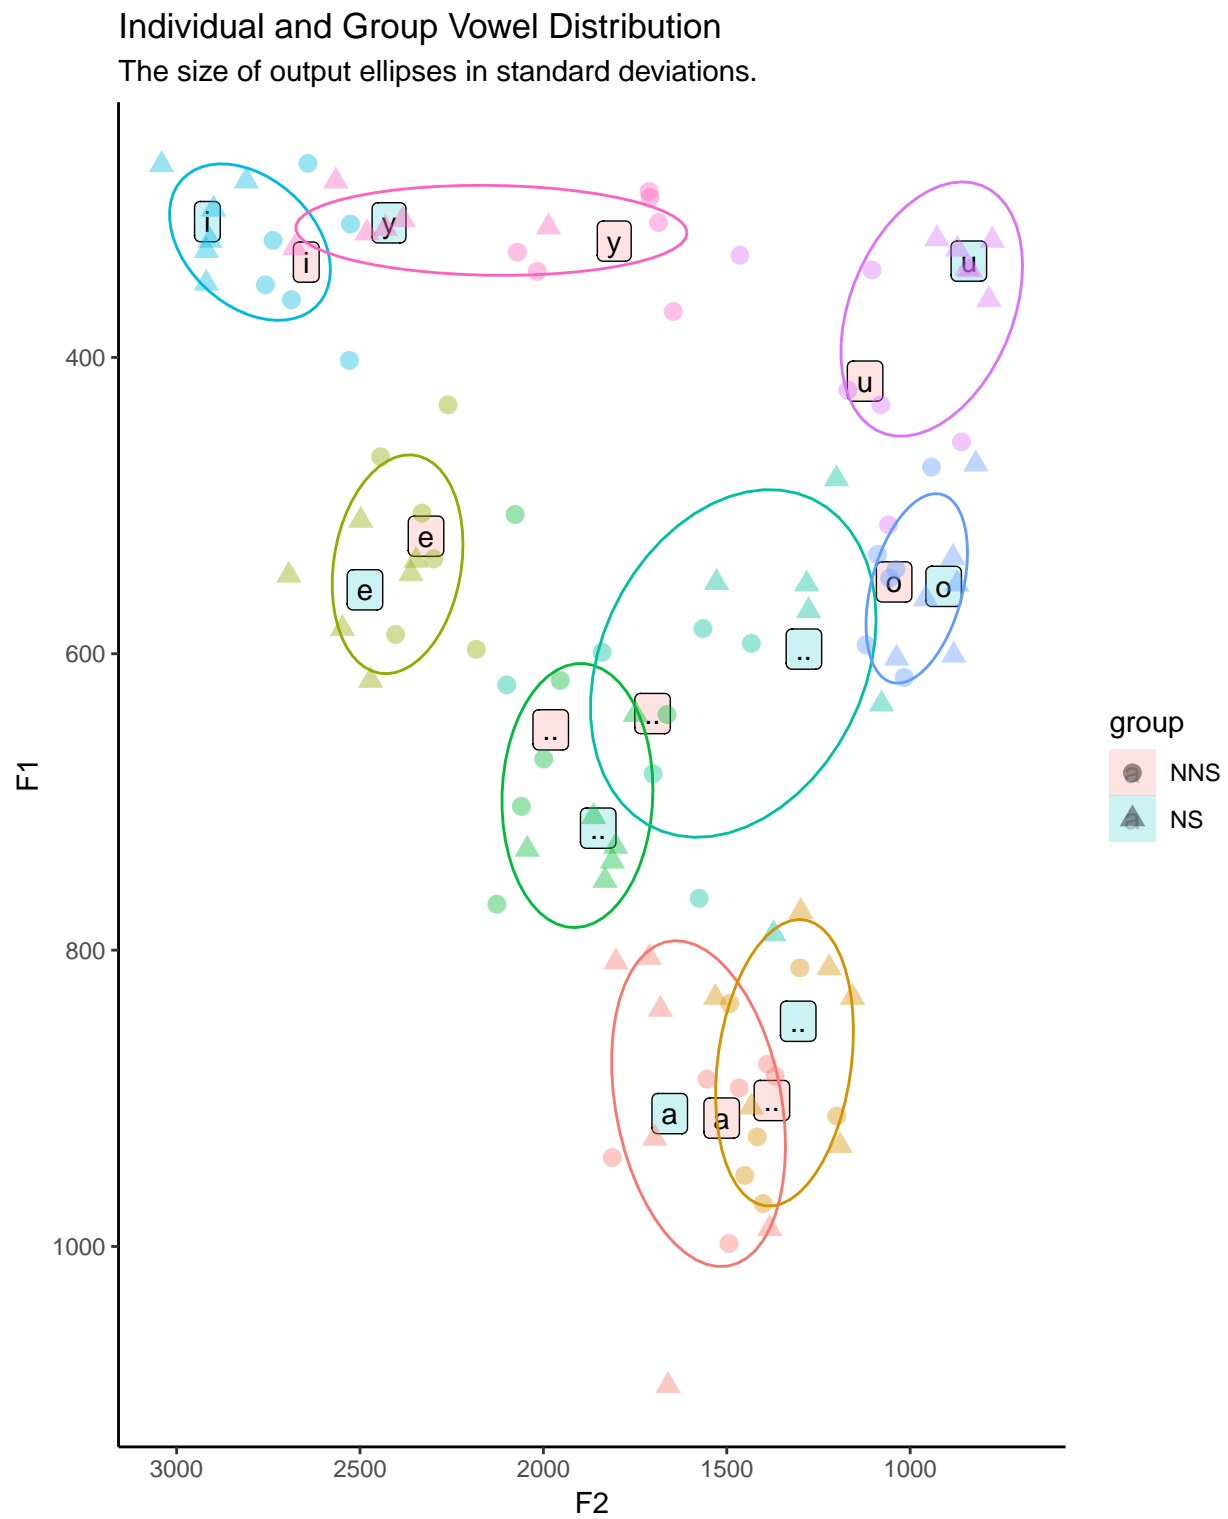 Individual and Group Vowel Distribution
The size of output ellipses in standard deviations.
i
y
y
u
i
400
u
e
e
o
o
600
..
..
..
..
group
a NNS
a NS
800
..
..
a
a
1000
3000 2500 2000 1500 1000
F2
F1